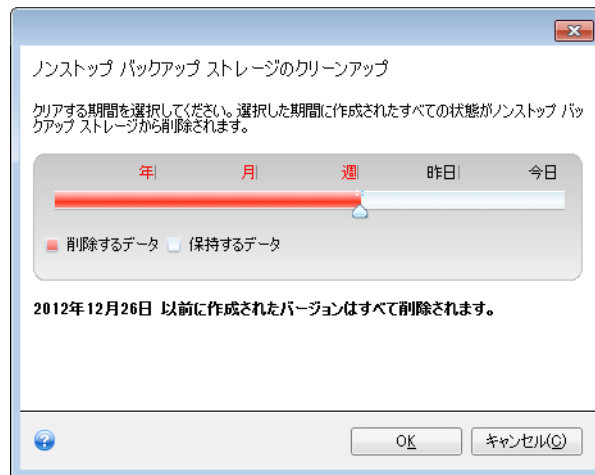 ノンストップ バックアップ ストレージのクリーンアップ
クリアする期間を選択してください。選択した期間に作成されたすべての状態がノンストップ バッ
クアップ ストレージから削除されます。
年 月 週 昨日 今日
削除するデータ 保持するデータ
2012年12月26日 以前に作成されたバージョンはすべて削除されます。
OK キャンセル(C)